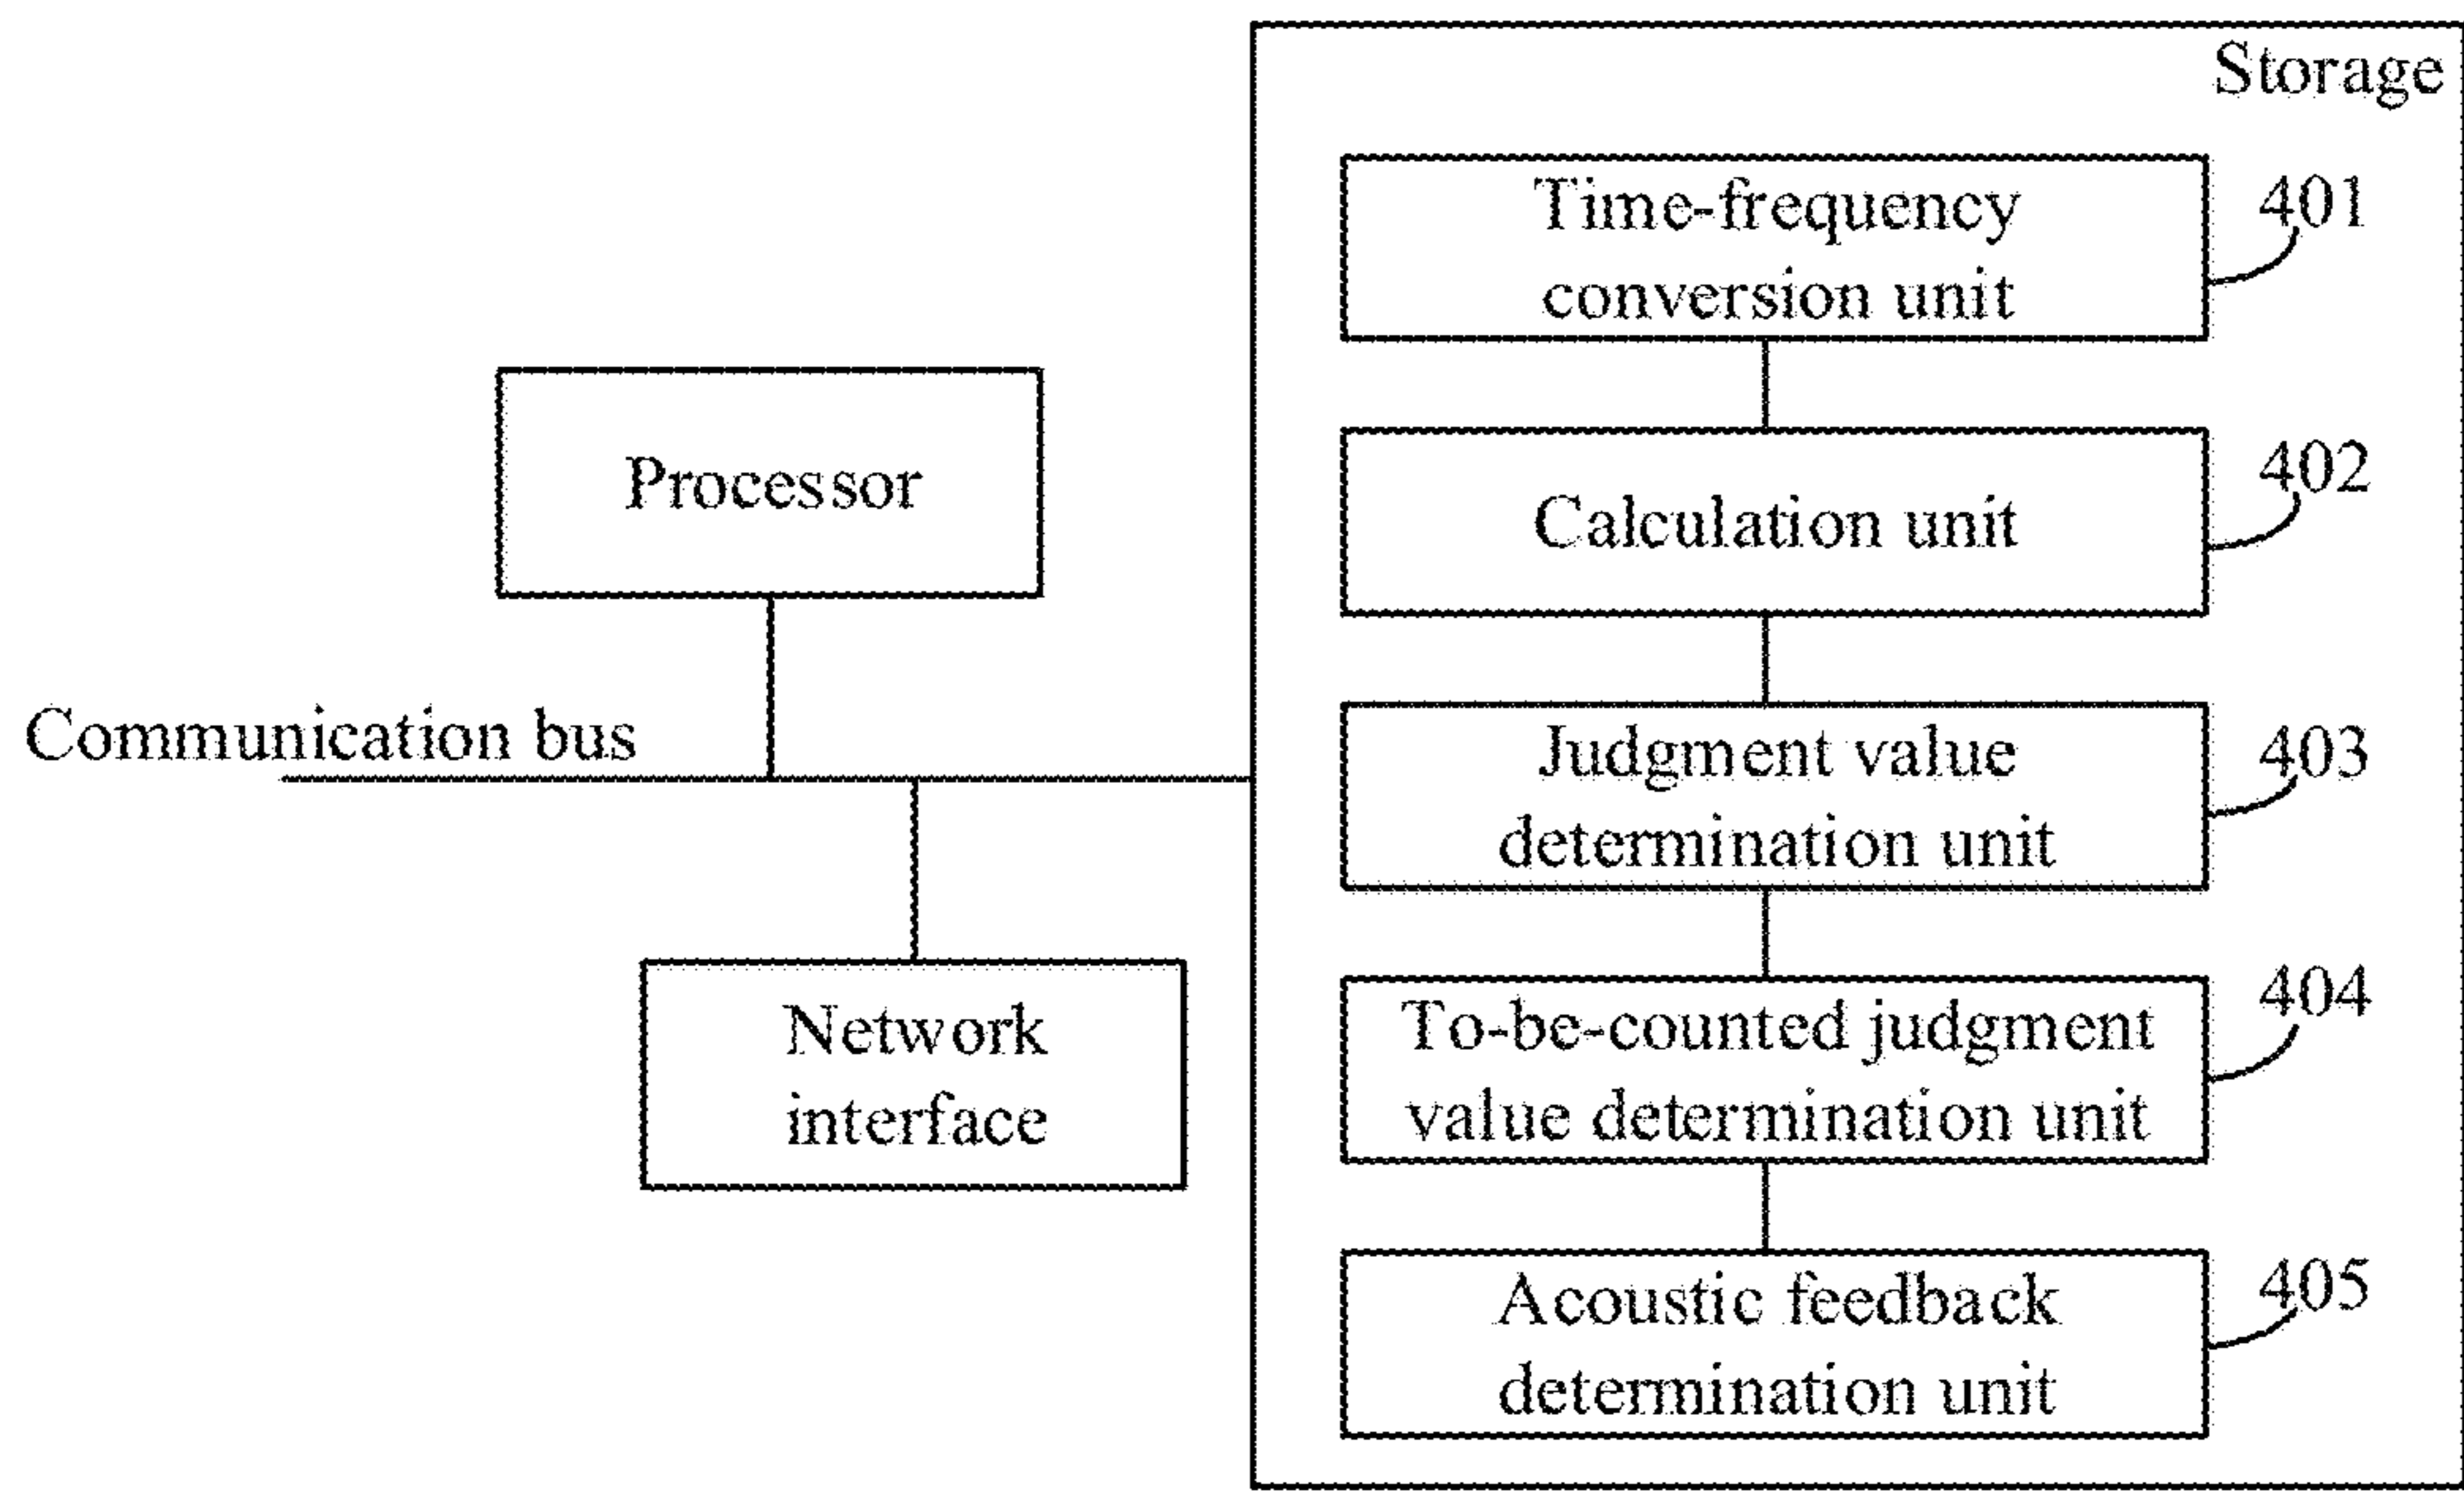 Storage
Time-frequency
conversion unit
401
Calculation unit
402
Judgment value
determination unit
403
To-be-counted judgment
value determination unit
404
Acoustic feedback
determination unit
405
Processor
Communication bus
Network
interface